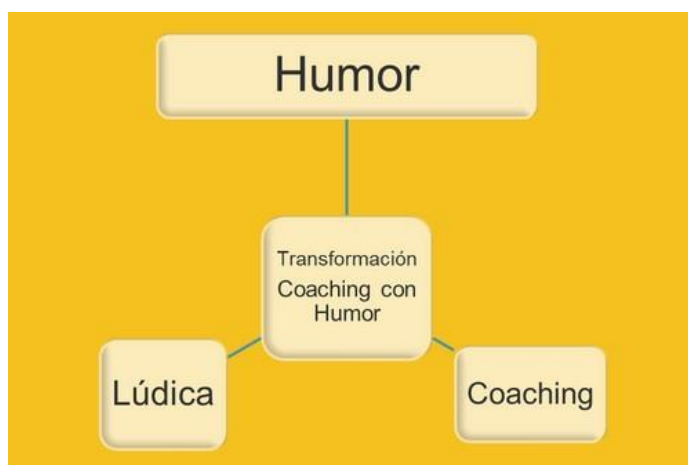 Humor
Transformación
Coaching con
Humor
Lúdica
Coaching